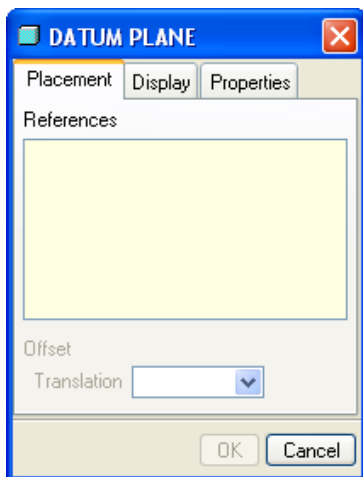 DATUM PLANE
Placement Display Properties
References
Offset
Translation
OK Cancel